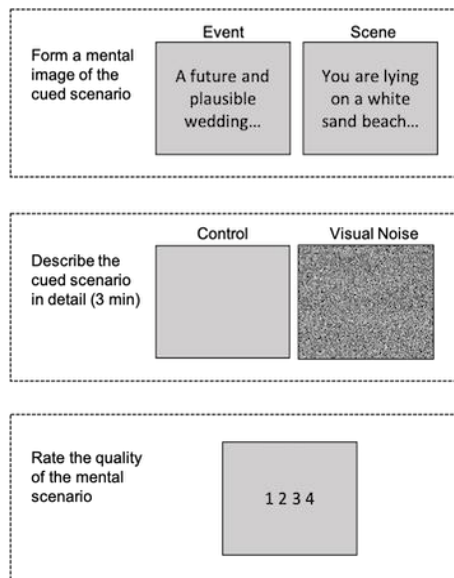 Event
Scene
Form a mental
image of the
cued scenario
A future and
plausible
wedding...
You are lying
on a white
sand beach...
Control
Visual Noise
Describe the
cued scenario
in detail (3 min)
Rate the quality
of the mental
scenario
1 2 3 4